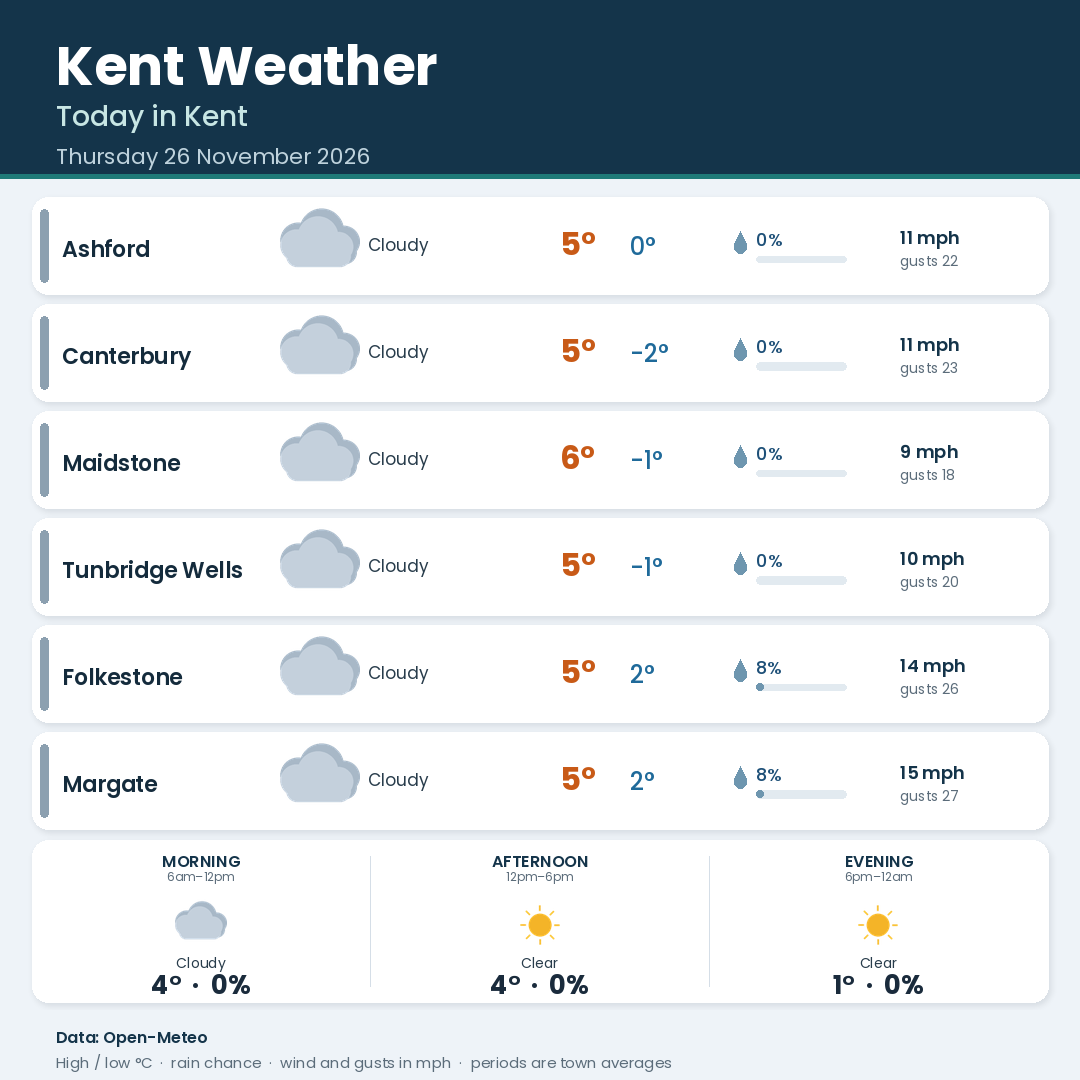 Kent Weather
Today in Kent
Thursday 26 November 2026
Ashford Cloudy 5° 0° 0% 11 mph
gusts 22
Canterbury Cloudy 5° -2° 0% 11 mph
gusts 23
Maidstone Cloudy 6° -1° 0% 9 mph
gusts 18
Tunbridge Wells Cloudy 5° -1° 0% 10 mph
gusts 20
Folkestone Cloudy 5° 2° 8% 14 mph
gusts 26
Margate Cloudy 5° 2° 8% 15 mph
gusts 27
MORNING
6am–12pm
Cloudy
4° · 0%
AFTERNOON
12pm–6pm
Clear
4° · 0%
EVENING
6pm–12am
Clear
1° · 0%
Data: Open-Meteo
High / low °C · rain chance · wind and gusts in mph · periods are town averages